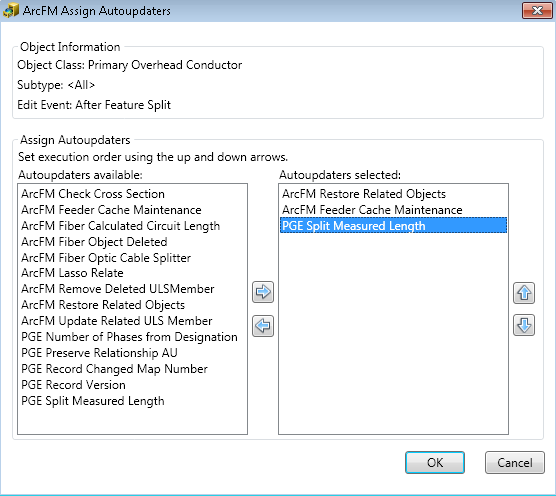 ArcFM Assign Autoupdaters
Object Information
Object Class: Primary Overhead Conductor
Subtype: <All>
Edit Event: After Feature Split
Assign Autoupdaters
Set execution order using the up and down arrows.
Autoupdaters available:
ArcFM Check Cross Section
ArcFM Feeder Cache Maintenance
ArcFM Fiber Calculated Circuit Length
ArcFM Fiber Object Deleted
ArcFM Fiber Optic Cable Splitter
ArcFM Lasso Relate
ArcFM Remove Deleted ULSMember
ArcFM Restore Related Objects
ArcFM Update Related ULS Member
PGE Number of Phases from Designation
PGE Preserve Relationship AU
PGE Record Changed Map Number
PGE Record Version
PGE Split Measured Length
Autoupdaters selected:
ArcFM Restore Related Objects
ArcFM Feeder Cache Maintenance
PGE Split Measured Length
OK
Cancel